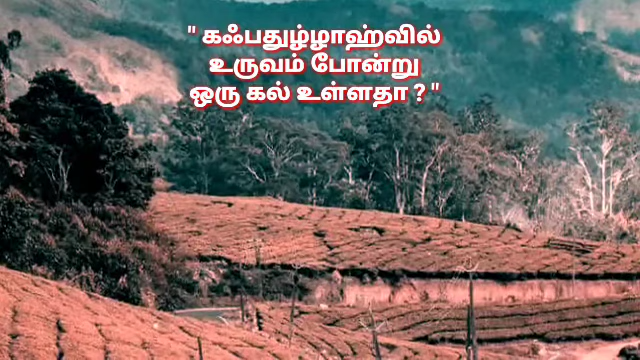 " கஃபதுழ்ழாஹ்வில்
உருவம் போன்று
ஒரு கல் உள்ளதா ? "